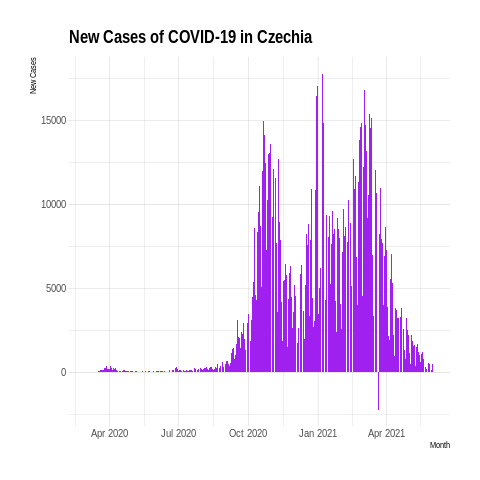 New Cases of COVID-19 in Czechia
New Cases
15000
10000
5000
0
Apr 2020 Jul 2020 Oct 2020 Jan 2021 Apr 2021
Month